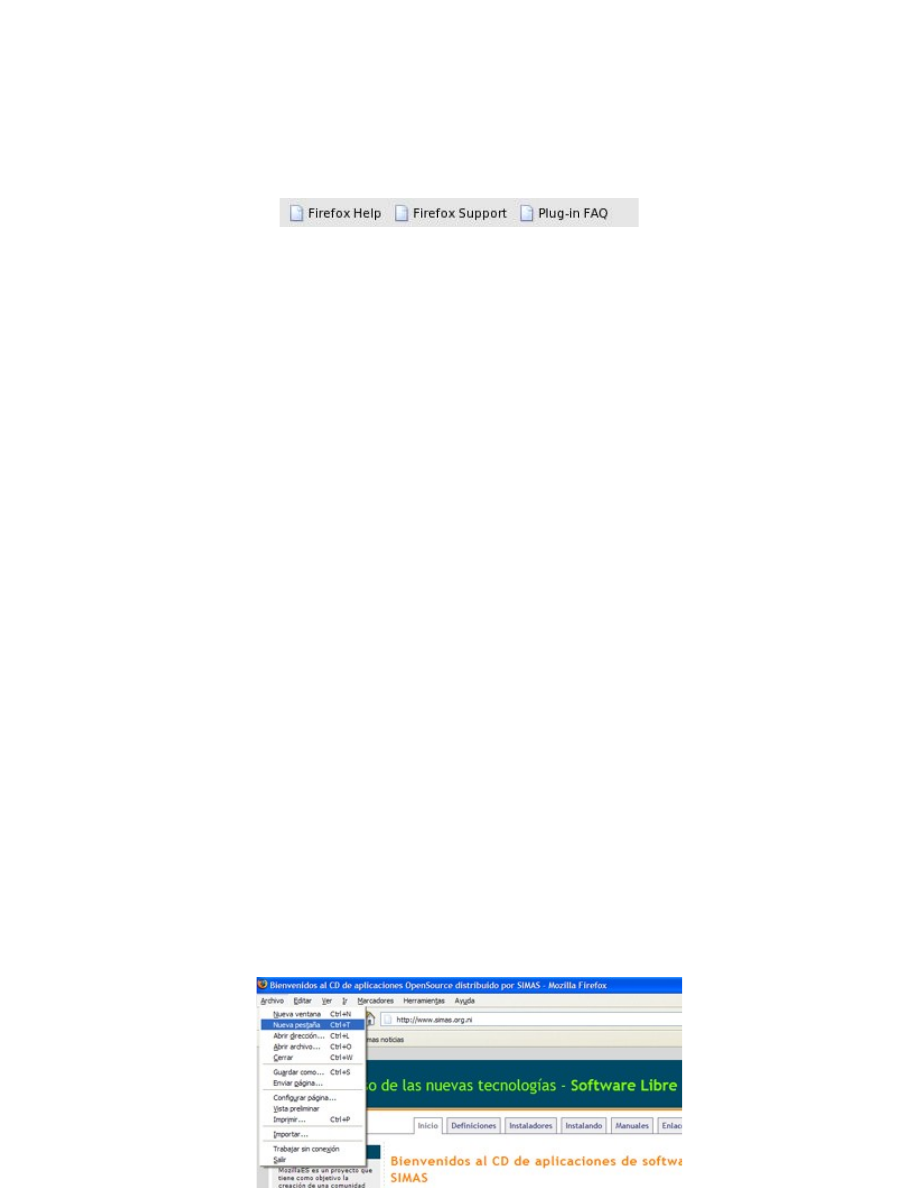 Firefox Help Firefox Support Plug-in FAQ
Bienvenidos al CD de aplicaciones OpenSource distribuido por SIMAS - Mozilla Firefox
Archivo Editar Ver Ir Marcadores Herramientas Ayuda
Nueva ventana Ctrl+N
Nueva pestaña Ctrl+T
http://www.simas.org.ni
Abrir dirección... Ctrl+L
Abrir archivo... Ctrl+O
mas noticias
Cerrar Ctrl+W
Guardar como... Ctrl+S
Enviar página...
so de las nuevas tecnologías - Software Libre
Configurar página...
Vista preliminar
Imprimir... Ctrl+P
Inicio Definiciones Instaladores Instalando Manuales Enlac
Importar...
Trabajar sin conexión
Salir
Bienvenidos al CD de aplicaciones de softwa
SIMAS
MozillaES es un proyecto que
tiene como objetivo la
creación de una comunidad